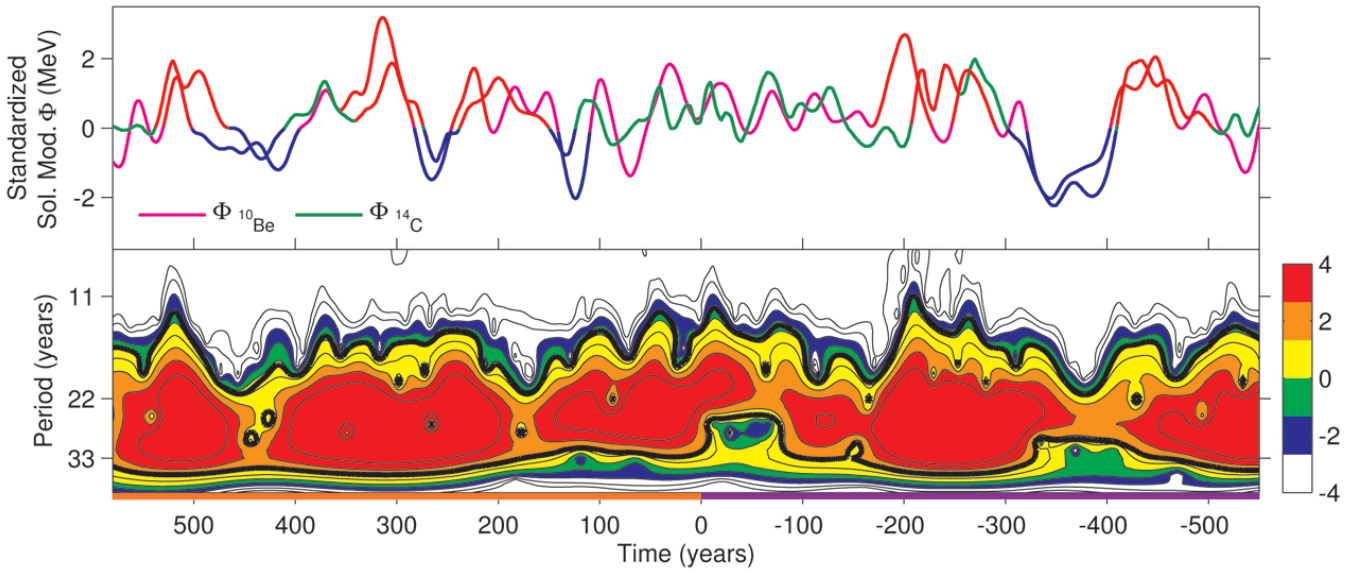 Standardized
Sol. Mod. Φ (MeV)
2
0
-2
Φ 10Be
Φ 14C
Period (years)
11
22
33
4
2
0
-2
-4
500 400 300 200 100 0 -100 -200 -300 -400 -500
Time (years)